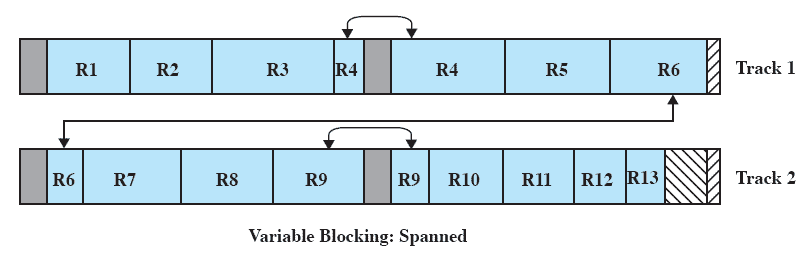 R1 R2 R3 R4 R4 R5 R6 Track 1
R6 R7 R8 R9 R9 R10 R11 R12 R13 Track 2
Variable Blocking: Spanned